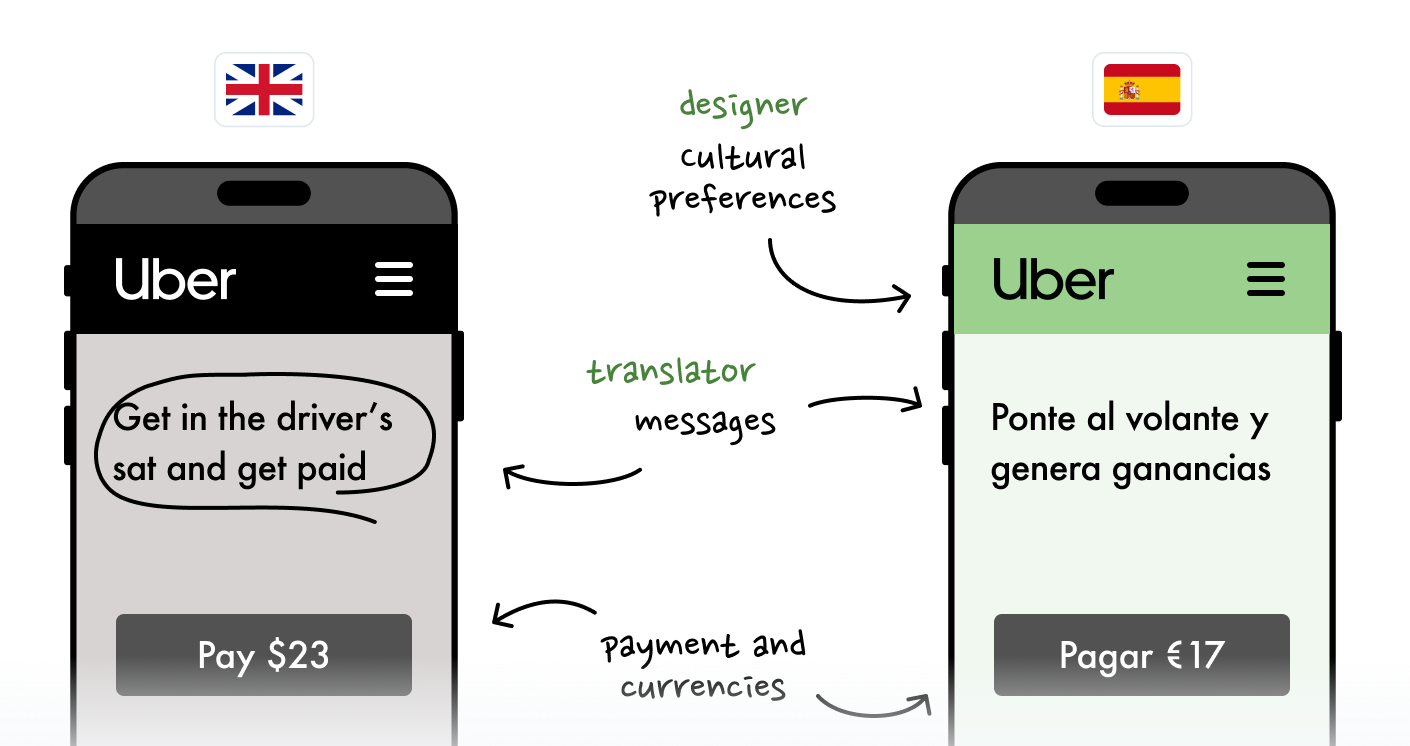 designer
cultural
preferences
Uber
Uber
translator
messages
Get in the driver’s
sat and get paid
Ponte al volante y
genera ganancias
payment and
currencies
Pay $23
Pagar €17